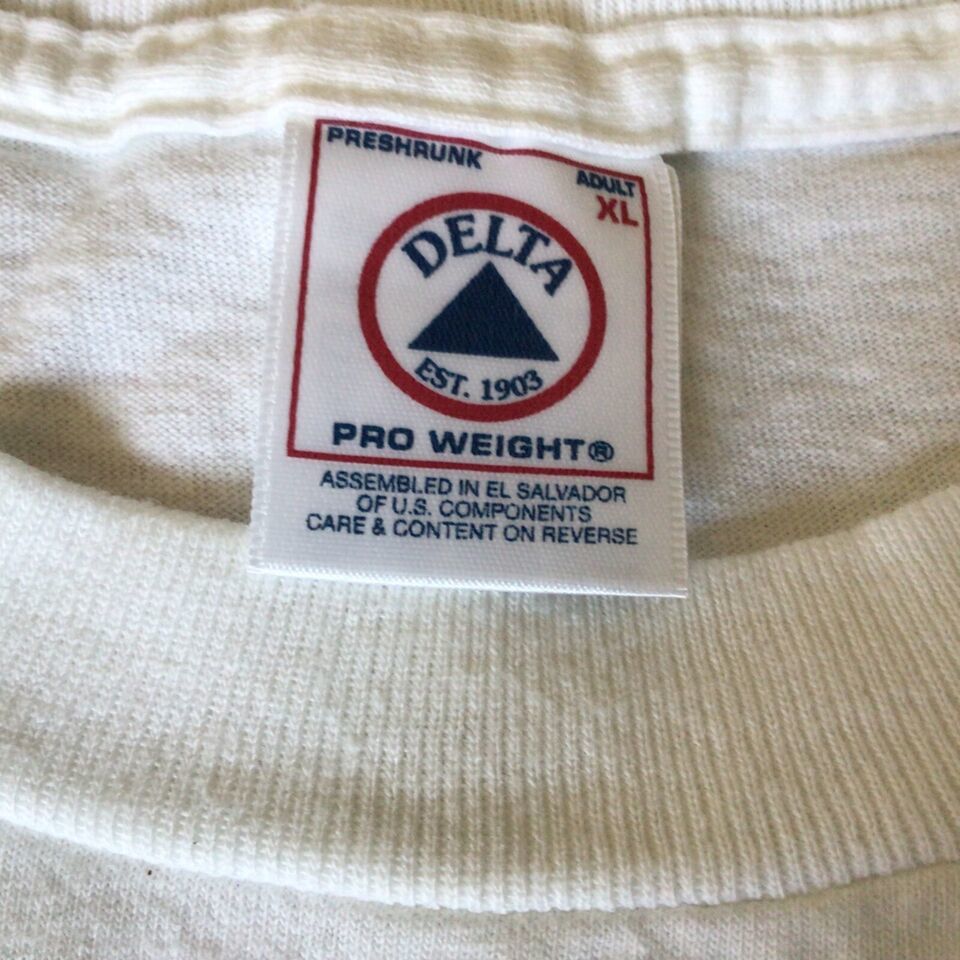 PRESHRUNK
ADULT
XL
DELTA
EST. 1903
PRO WEIGHT®
ASSEMBLED IN EL SALVADOR
OF U.S. COMPONENTS
CARE & CONTENT ON REVERSE